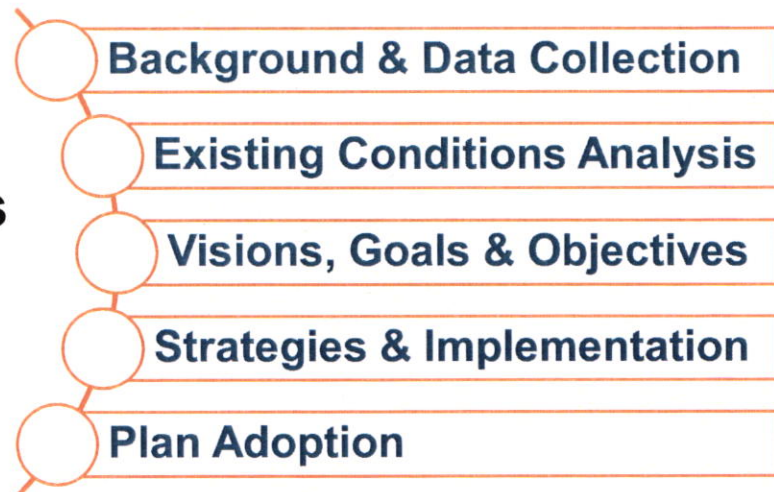 Background & Data Collection
Existing Conditions Analysis
Visions, Goals & Objectives
Strategies & Implementation
Plan Adoption